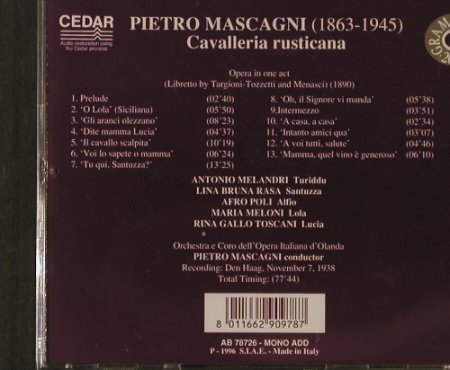 CEDAR
Audio restoration using
the Cedar process
PIETRO MASCAGNI (1863-1945)
Cavalleria rusticana
Opera in one act
(Libretto by Targioni-Tozzetti and Menasci) (1890)
1. Prelude (02'40)
2. 'O Lola' (Siciliana) (05'08)
3. 'Gli aranci olezzano' (08'23)
4. 'Dite mamma Lucia' (04'37)
5. 'Il cavallo scalpita' (10'19)
6. 'Voi lo sapete o mamma' (06'24)
7. 'Tu qui, Santuzza?' (13'25)
8. 'Oh, il Signore vi manda' (05'38)
9.Intermezzo (03'51)
10. 'A casa, a casa' (02'34)
11. 'Intanto amici qua' (03'07)
12. 'A voi tutti, salute' (04'46)
13. 'Mamma, quel vino è generoso' (06'10)
ANTONIO MELANDRI Turiddu
LINA BRUNA RASA Santuzza
AFRO POLI Alfio
MARIA MELONI Lola
RINA GALLO TOSCANI Lucia
Orchestra e Coro dell'Opera Italiana d'Olanda
PIETRO MASCAGNI conductor
Recording: Den Haag, November 7, 1938
Total Timing: (77'44)
8 011662 909787
AB 78726 - MONO ADD
P - 1996 S.I.A.E. - Made in Italy